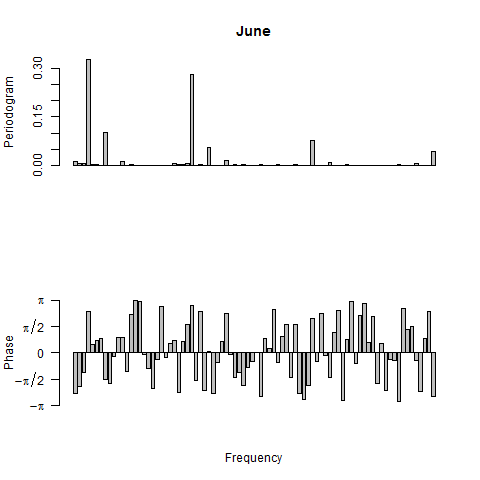 June
Periodogram
0.30
0.15
0.00
Phase
π
π/2
0
−π/2
−π
Frequency